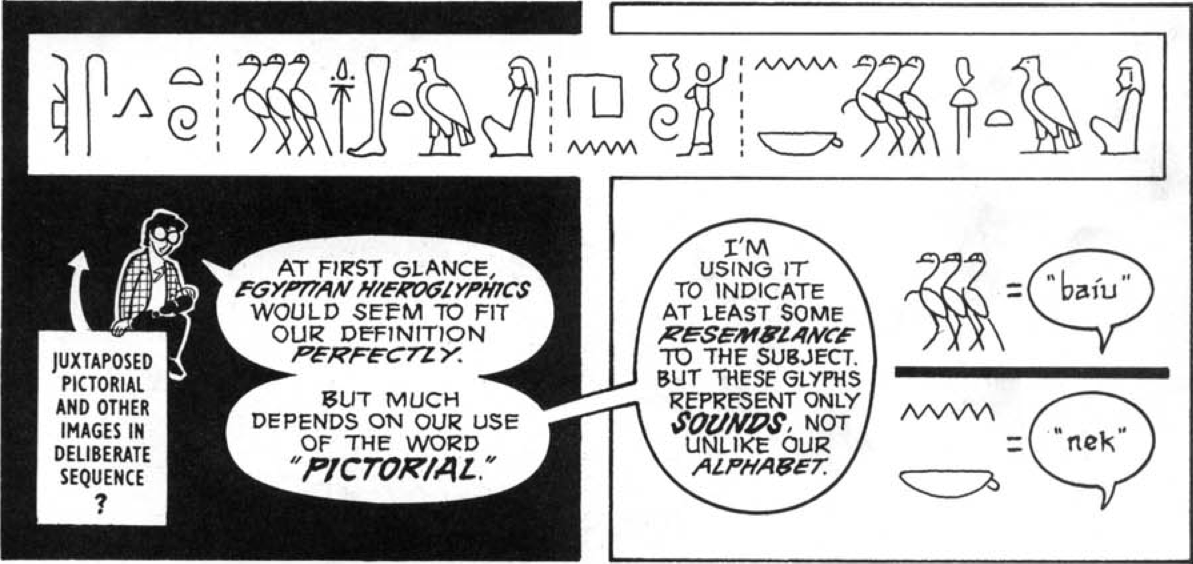 AT FIRST GLANCE,
EGYPTIAN HIEROGLYPHICS
WOULD SEEM TO FIT
OUR DEFINITION
PERFECTLY.
JUXTAPOSED
PICTORIAL
AND OTHER
IMAGES IN
DELIBERATE
SEQUENCE
?
BUT MUCH
DEPENDS ON OUR USE
OF THE WORD
"PICTORIAL."
I'M
USING IT
TO INDICATE
AT LEAST SOME
RESEMBLANCE
TO THE SUBJECT.
BUT THESE GLYPHS
REPRESENT ONLY
SOUNDS, NOT
UNLIKE OUR
ALPHABET.
= "baíu"
= "nek"